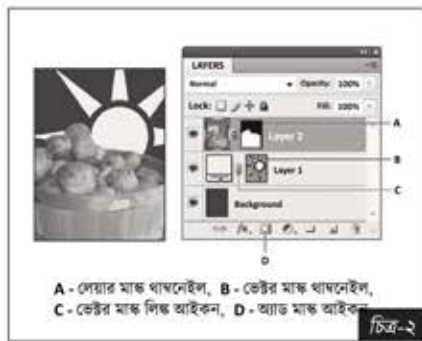 LAYERS
Normal Opacity: 100%
Lock: Fill: 100%
Layer 2
A
Layer 1
B
C
Background
fx
D
A - লেয়ার মাস্ক থাম্বনেইল, B - ভেক্টর মাস্ক থাম্বনেইল,
C - ভেক্টর মাস্ক লিঙ্ক আইকন, D - অ্যাড মাস্ক আইকন
চিত্র-২